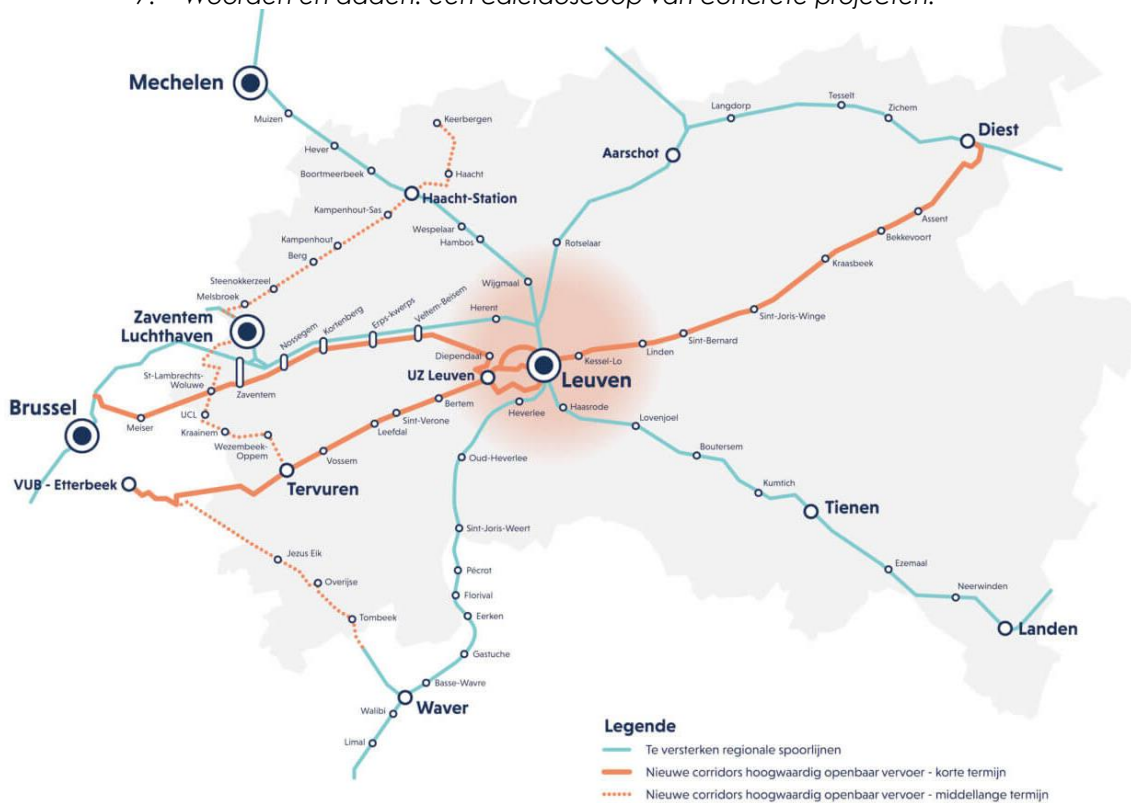 7. Woorden en daden: een caleidoscoop van concrete projecten.
Mechelen
Muizen
Hever
Boortmeerbeek
Keerbergen
Haacht
Haacht-Station
Kampenhout-Sas
Kampenhout
Berg
Steenokkerzeel
Melsbroek
Wespelaar
Hambos
Wijgmaal
Aarschot
Rotselaar
Langdorp
Tesselt
Zichem
Diest
Assent
Bekkevoort
Kraasbeek
Sint-Joris-Winge
Sint-Bernard
Linden
Kessel-Lo
Zaventem
Luchthaven
Nossegem
Kortenberg
Erps-kwerps
Veltem-Beisem
Herent
Diependaal
UZ Leuven
Leuven
St-Lambrechts-
Woluwe
Zaventem
Brussel
Meiser
UCL
Kraainem
Wezembeek-
Oppem
VUB - Etterbeek
Tervuren
Vossem
Leefdal
Sint-Verone
Bertem
Heverlee
Haasrode
Lovenjoel
Boutersem
Kumtich
Tienen
Ezemaal
Neerwinden
Landen
Oud-Heverlee
Sint-Joris-Weert
Pécrot
Florival
Eerken
Gastuche
Basse-Wavre
Waver
Walibi
Limal
Jezus Eik
Overijse
Tombeek
Legende
Te versterken regionale spoorlijnen
Nieuwe corridors hoogwaardig openbaar vervoer - korte termijn
Nieuwe corridors hoogwaardig openbaar vervoer - middellange termijn